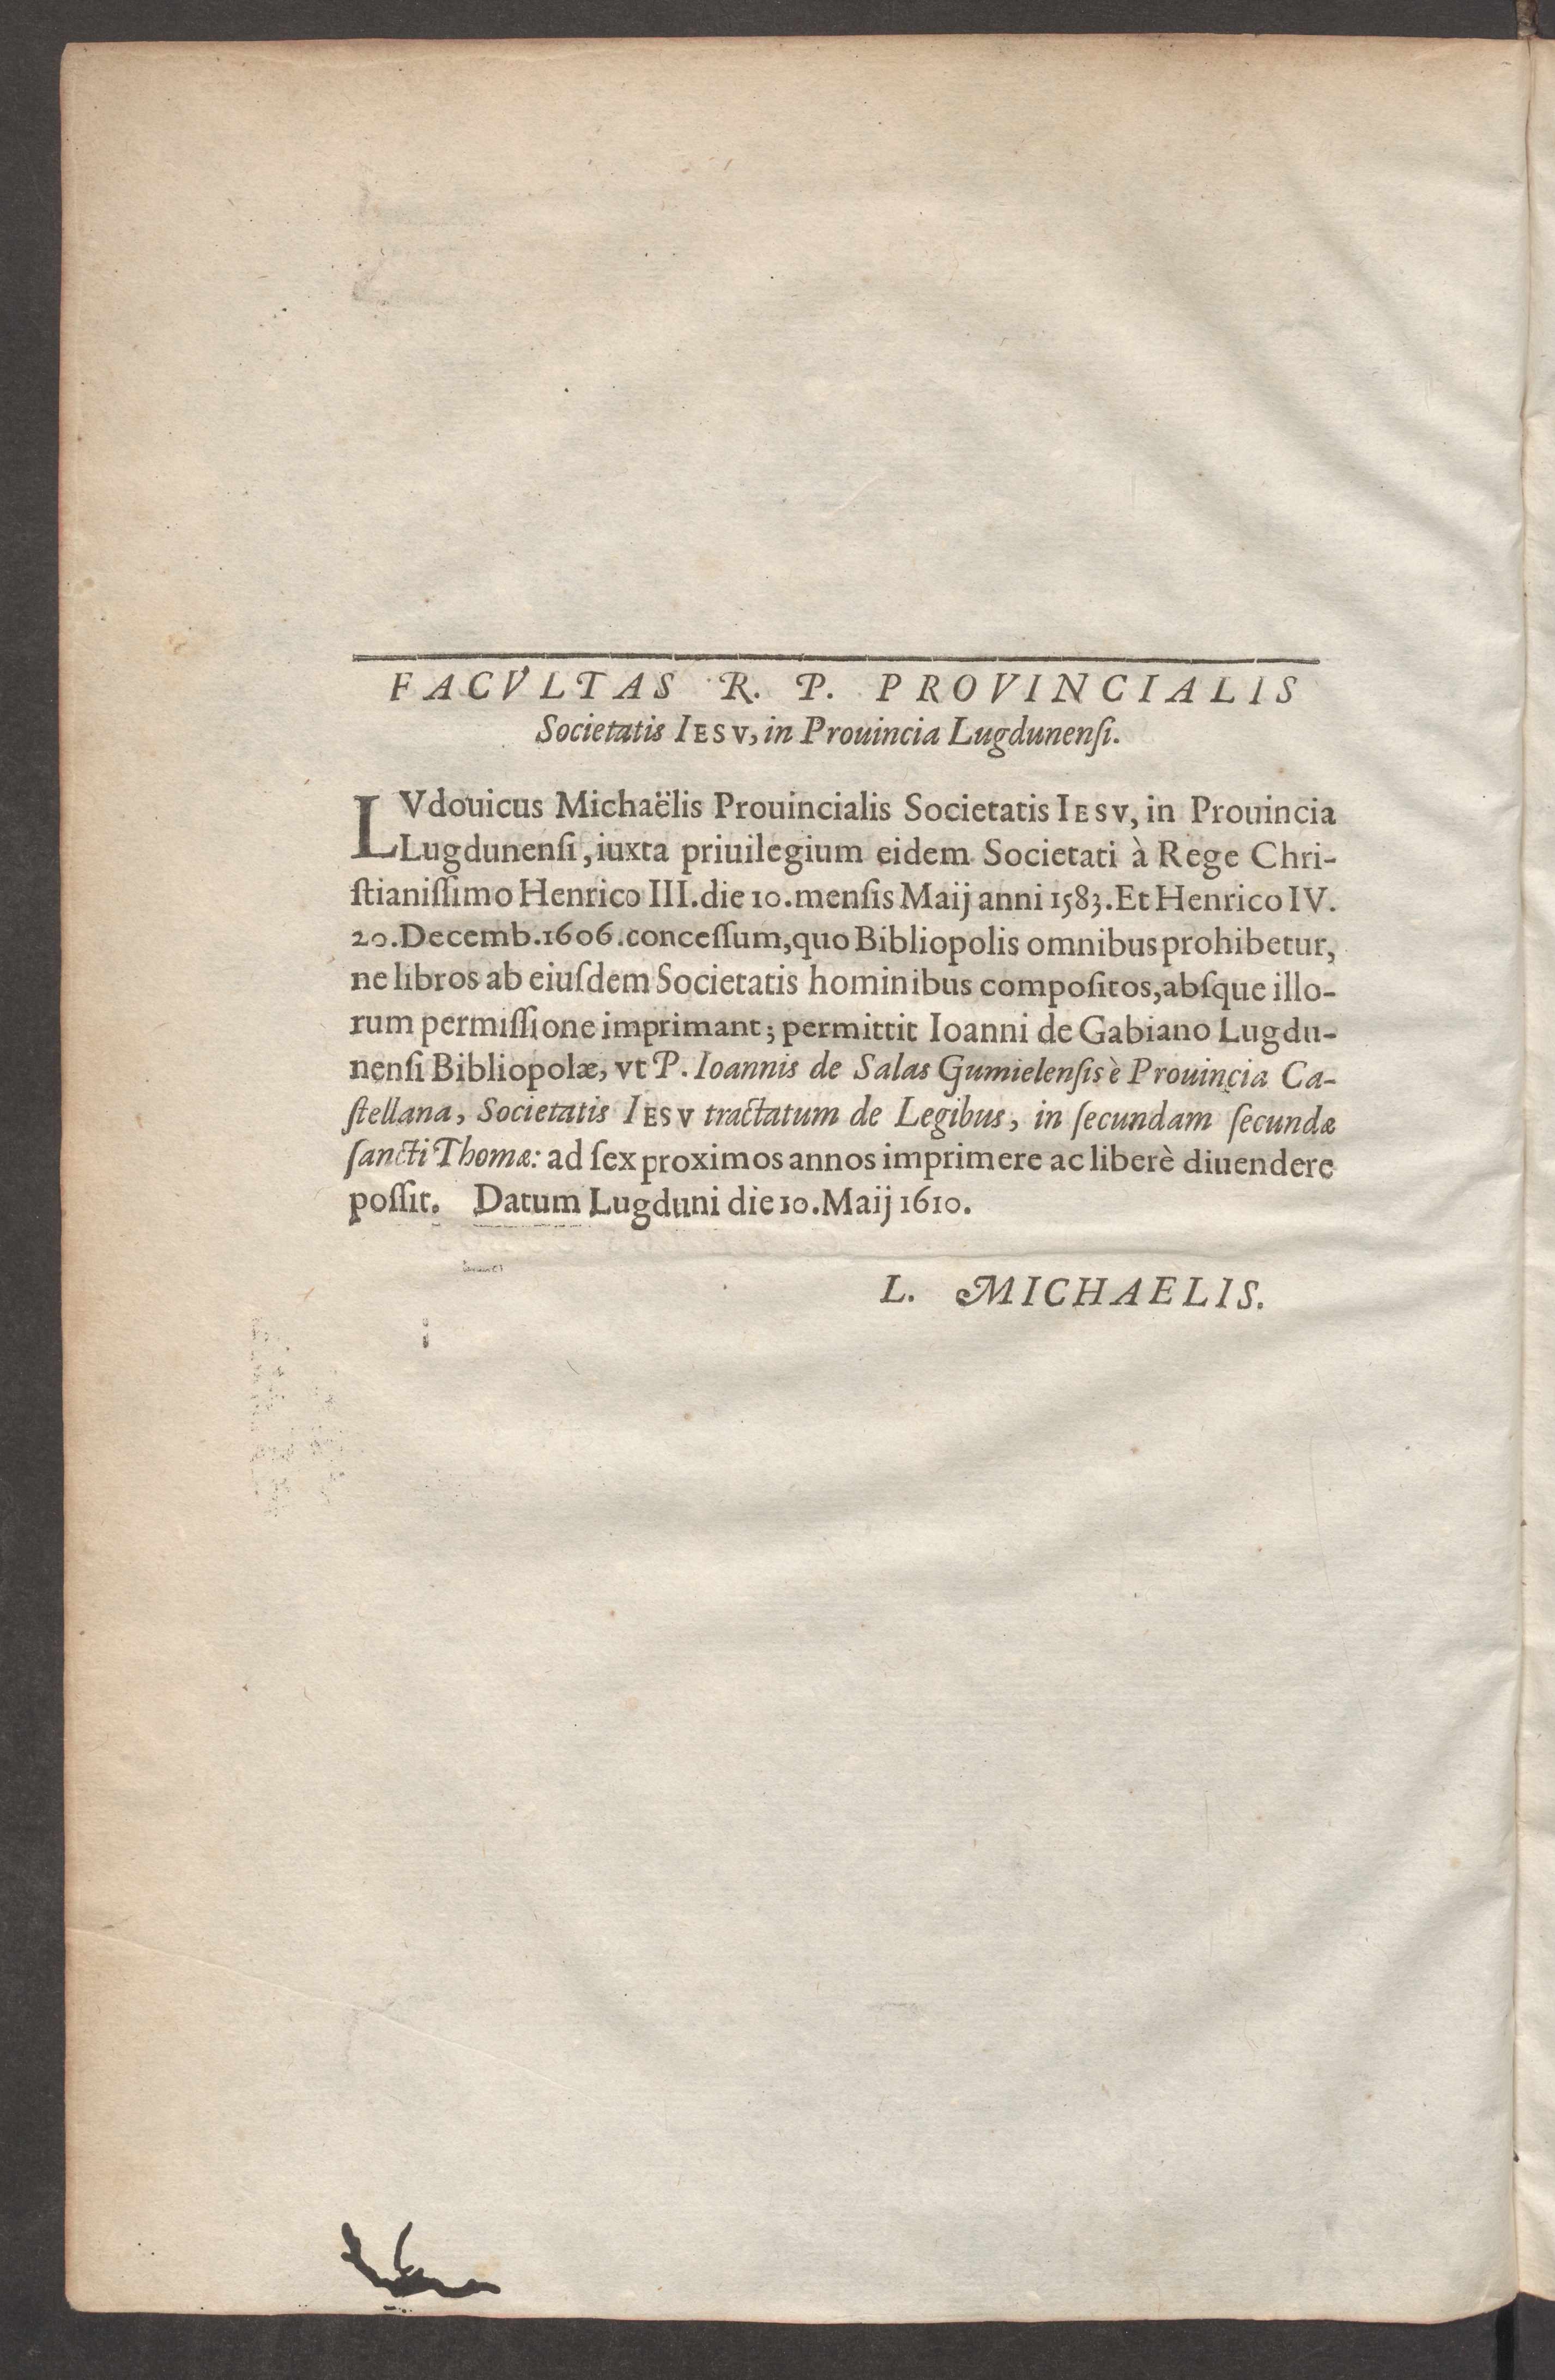 FACVLTAS R. P. PROVINCIALIS
Societatis IESV, in Prouincia Lugdunenſi.
LVdouicus Michaëlis Prouincialis Societatis IESV, in Prouincia
Lugdunenſi, iuxta priuilegium eidem Societati à Rege Chri-
ſtianiſſimo Henrico III. die 10. menſis Maij anni 1583. Et Henrico IV.
20. Decemb. 1606. conceſſum, quo Bibliopolis omnibus prohibetur,
ne libros ab eiuſdem Societatis hominibus compoſitos, abſque illo-
rum permiſſione imprimant; permittit Ioanni de Gabiano Lugdu-
nenſi Bibliopolæ, vt P. Ioannis de Salas Gumielenſis è Prouincia Ca-
ſtellana, Societatis IESV tractatum de Legibus, in ſecundam ſecundæ
ſancti Thomæ: ad ſex proximos annos imprimere ac liberè diuendere
poſſit. Datum Lugduni die 10. Maij 1610.
L. MICHAELIS.